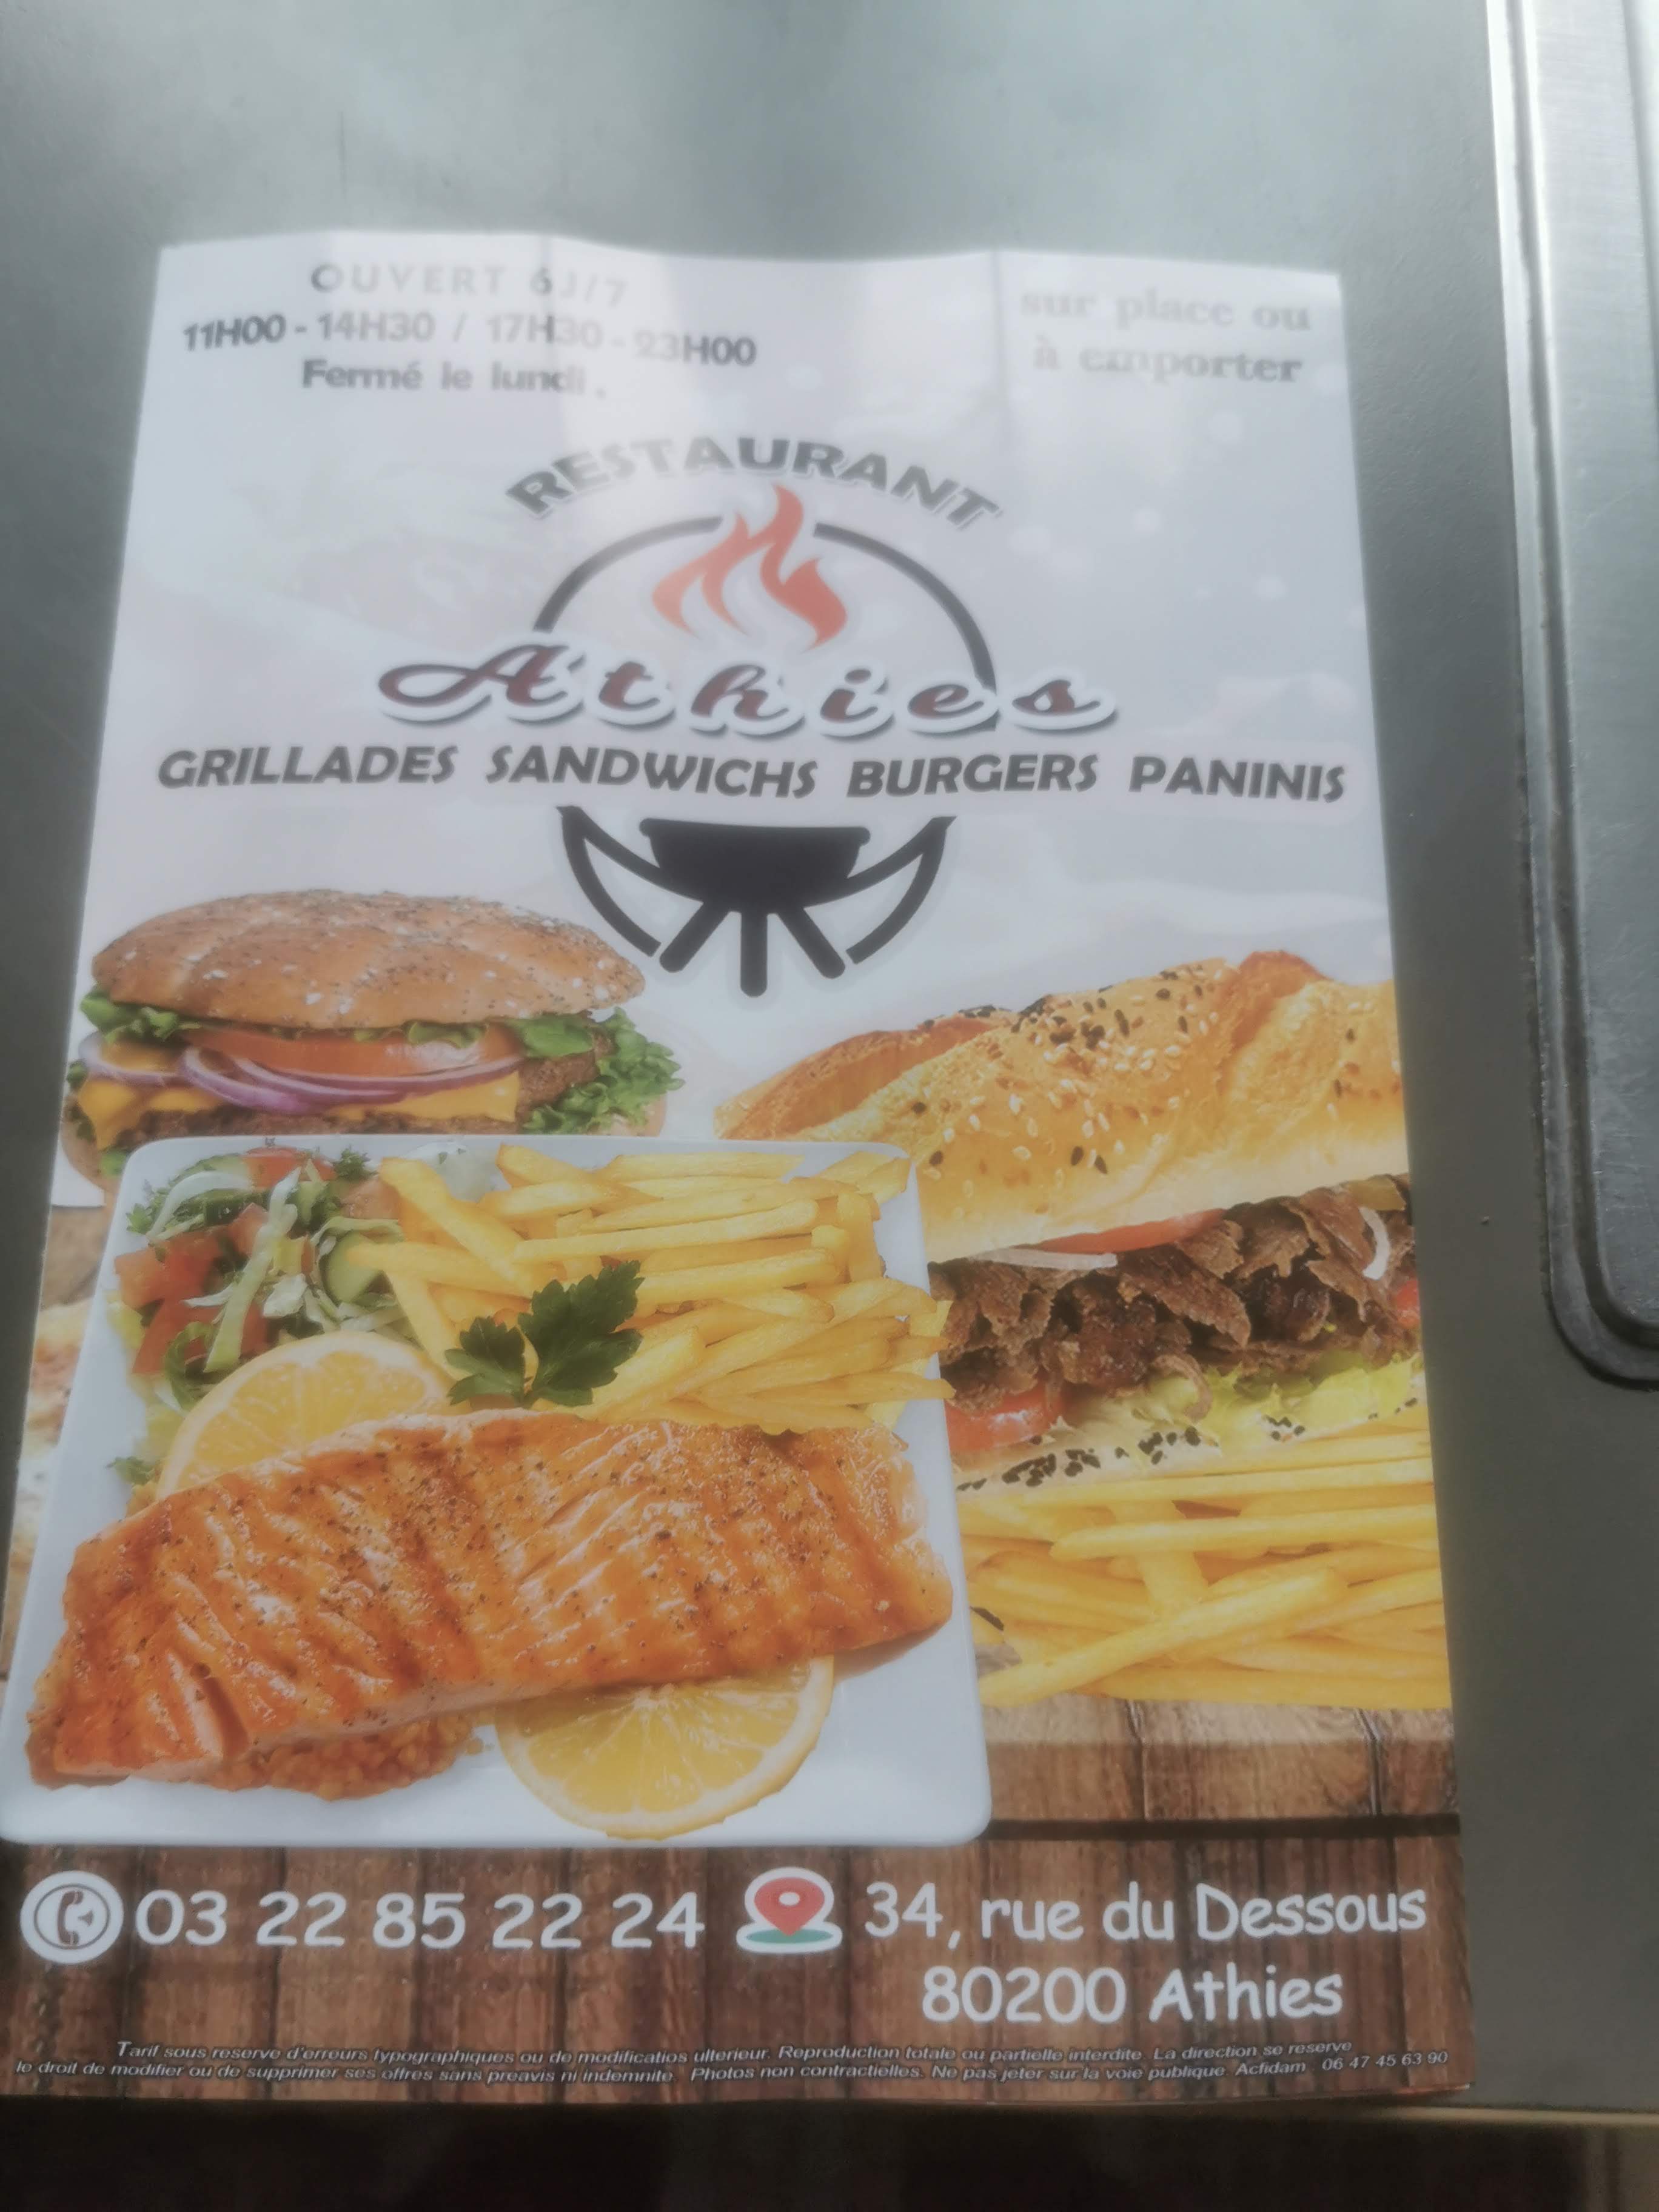 OUVERT 6J/7
11H00 - 14H30 / 17H30 - 23H00
Fermé le lundi .
sur place ou
à emporter
RESTAURANT
Athies
GRILLADES SANDWICHS BURGERS PANINIS
03 22 85 22 24
34, rue du Dessous
80200 Athies
Tarif sous reserve d'erreurs typographiques ou de modificatios ulterieur. Reproduction totale ou partielle interdite. La direction se reserve
le droit de modifier ou de supprimer ses offres sans preavis ni indemnite. Photos non contractielles. Ne pas jeter sur la voie publique. Acfidam 06 47 45 63 90